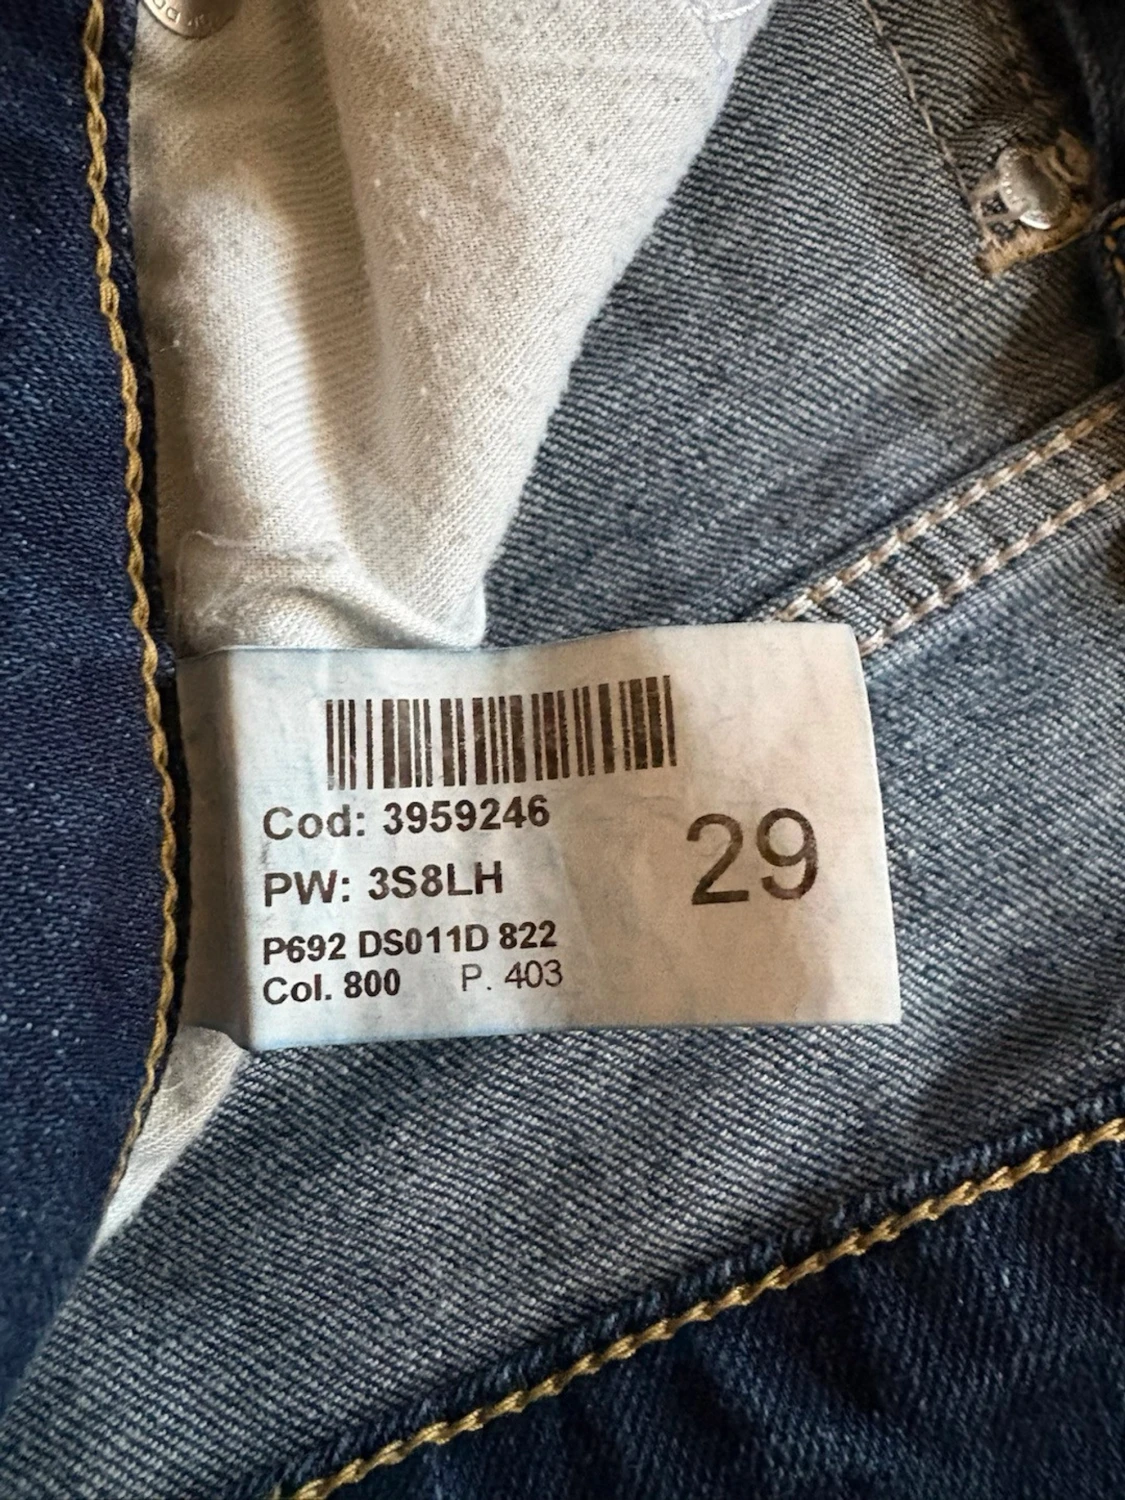 Cod: 3959246
29
PW: 3S8LH
P692 DS011D 822
Col. 800 P. 403